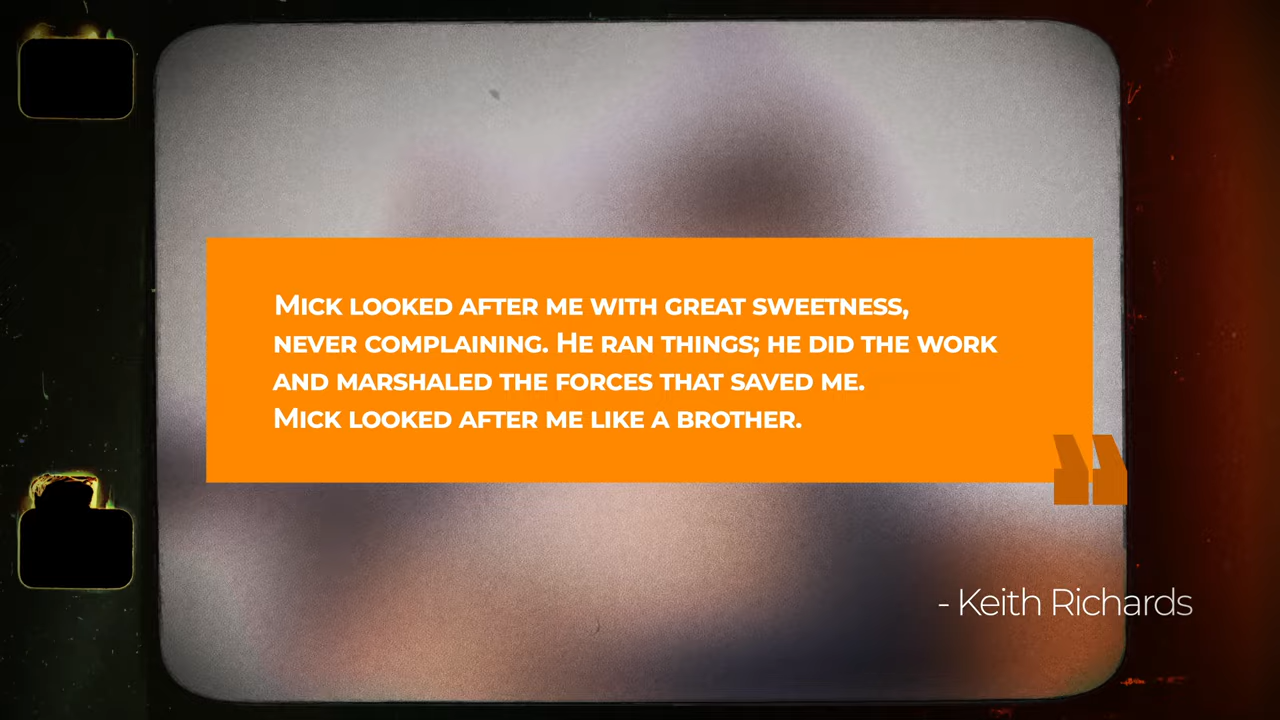 Mick looked after me with great sweetness,
never complaining. He ran things; he did the work
and marshaled the forces that saved me.
Mick looked after me like a brother.
- Keith Richards